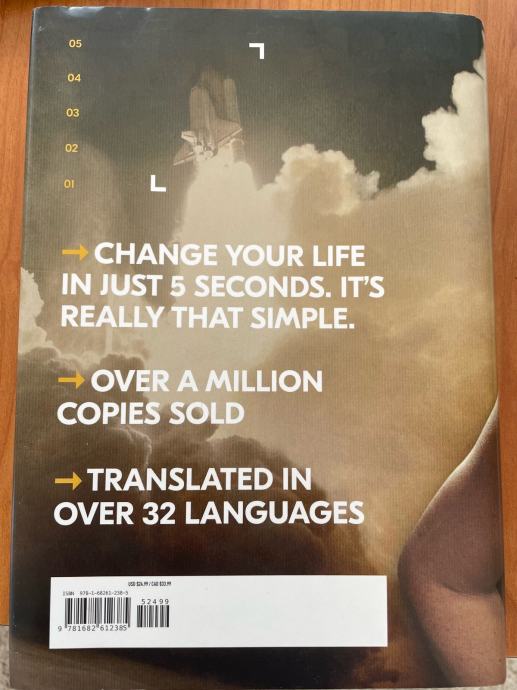 05
04
03
02
01
→ CHANGE YOUR LIFE
IN JUST 5 SECONDS. IT'S
REALLY THAT SIMPLE.
→ OVER A MILLION
COPIES SOLD
→ TRANSLATED IN
OVER 32 LANGUAGES
USD $24.99 / CAD $33.99
ISBN 978-1-68261-238-5
52499
9 781682 612385